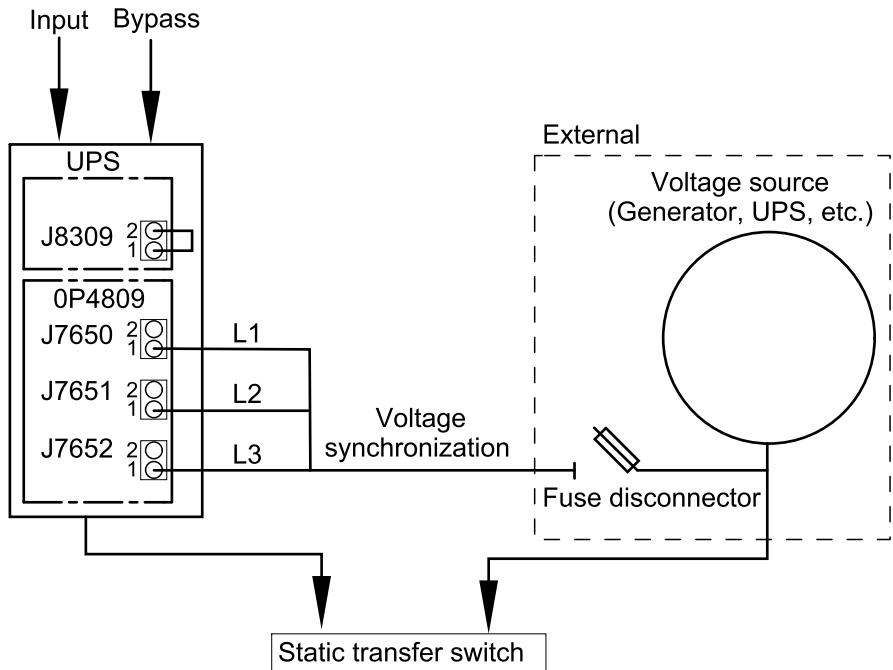 Input
Bypass
UPS
J8309
2
1
0P4809
J7650
2
1
L1
J7651
2
1
L2
J7652
2
1
L3
Voltage
synchronization
External
Voltage source
(Generator, UPS, etc.)
Fuse disconnector
Static transfer switch